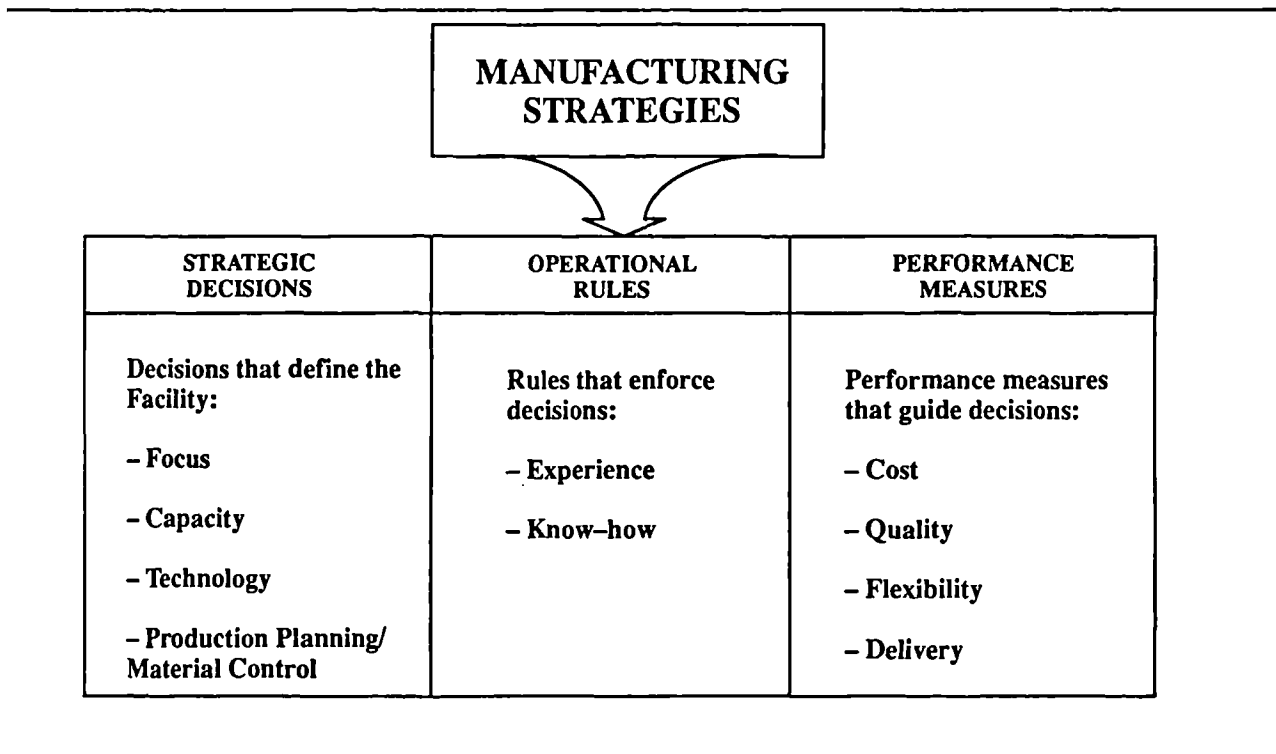 MANUFACTURING
STRATEGIES
STRATEGIC
DECISIONS
Decisions that define the
Facility:
– Focus
– Capacity
– Technology
– Production Planning/
Material Control
OPERATIONAL
RULES
Rules that enforce
decisions:
– Experience
– Know–how
PERFORMANCE
MEASURES
Performance measures
that guide decisions:
– Cost
– Quality
– Flexibility
– Delivery